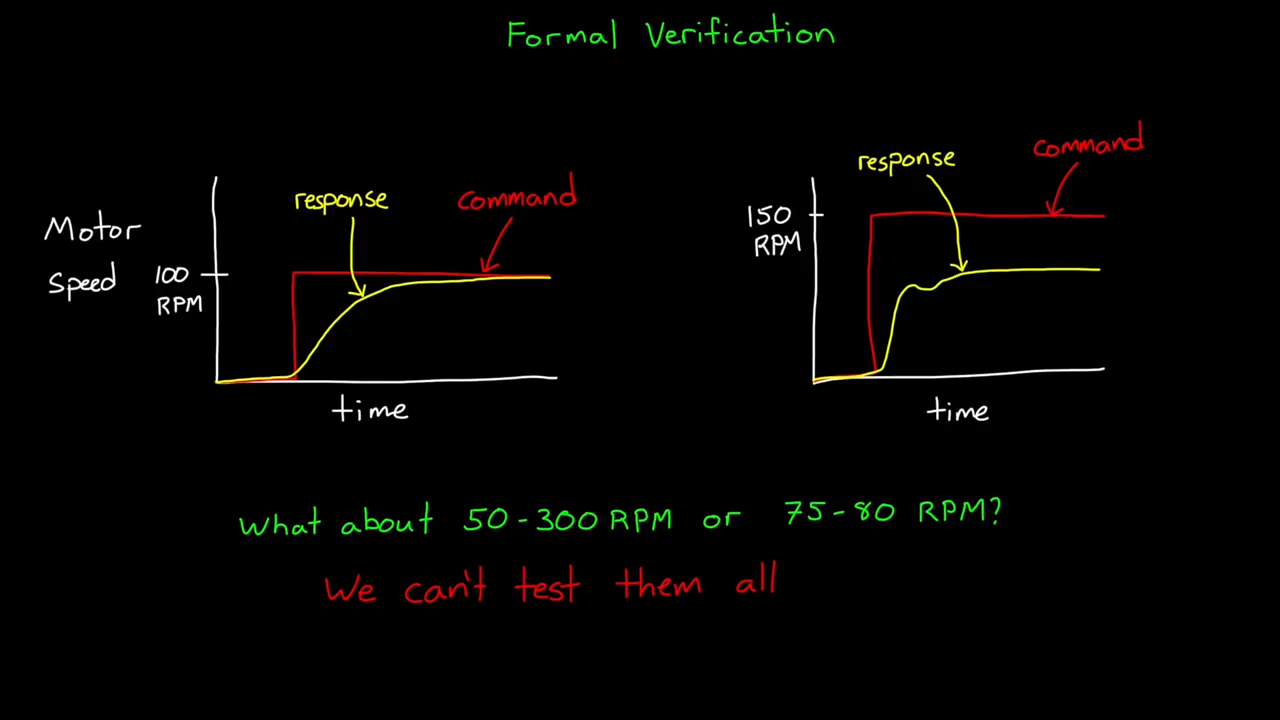 Formal Verification
Motor
Speed
100
RPM
response
command
time
150
RPM
response
command
time
What about 50-300 RPM or 75-80 RPM?
We can't test them all